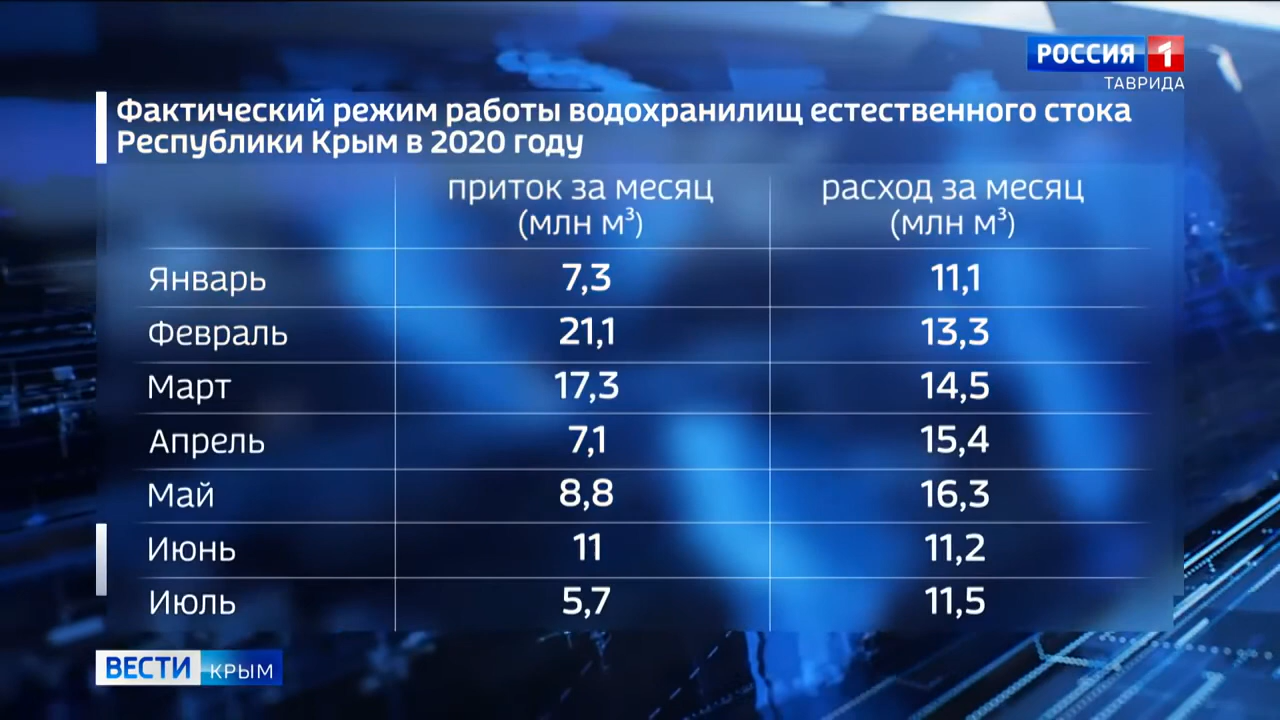 РОССИЯ 1
ТАВРИДА
Фактический режим работы водохранилищ естественного стока
Республики Крым в 2020 году
приток за месяц расход за месяц
(млн м³) (млн м³)
Январь 7,3 11,1
Февраль 21,1 13,3
Март 17,3 14,5
Апрель 7,1 15,4
Май 8,8 16,3
Июнь 11 11,2
Июль 5,7 11,5
ВЕСТИ КРЫМ